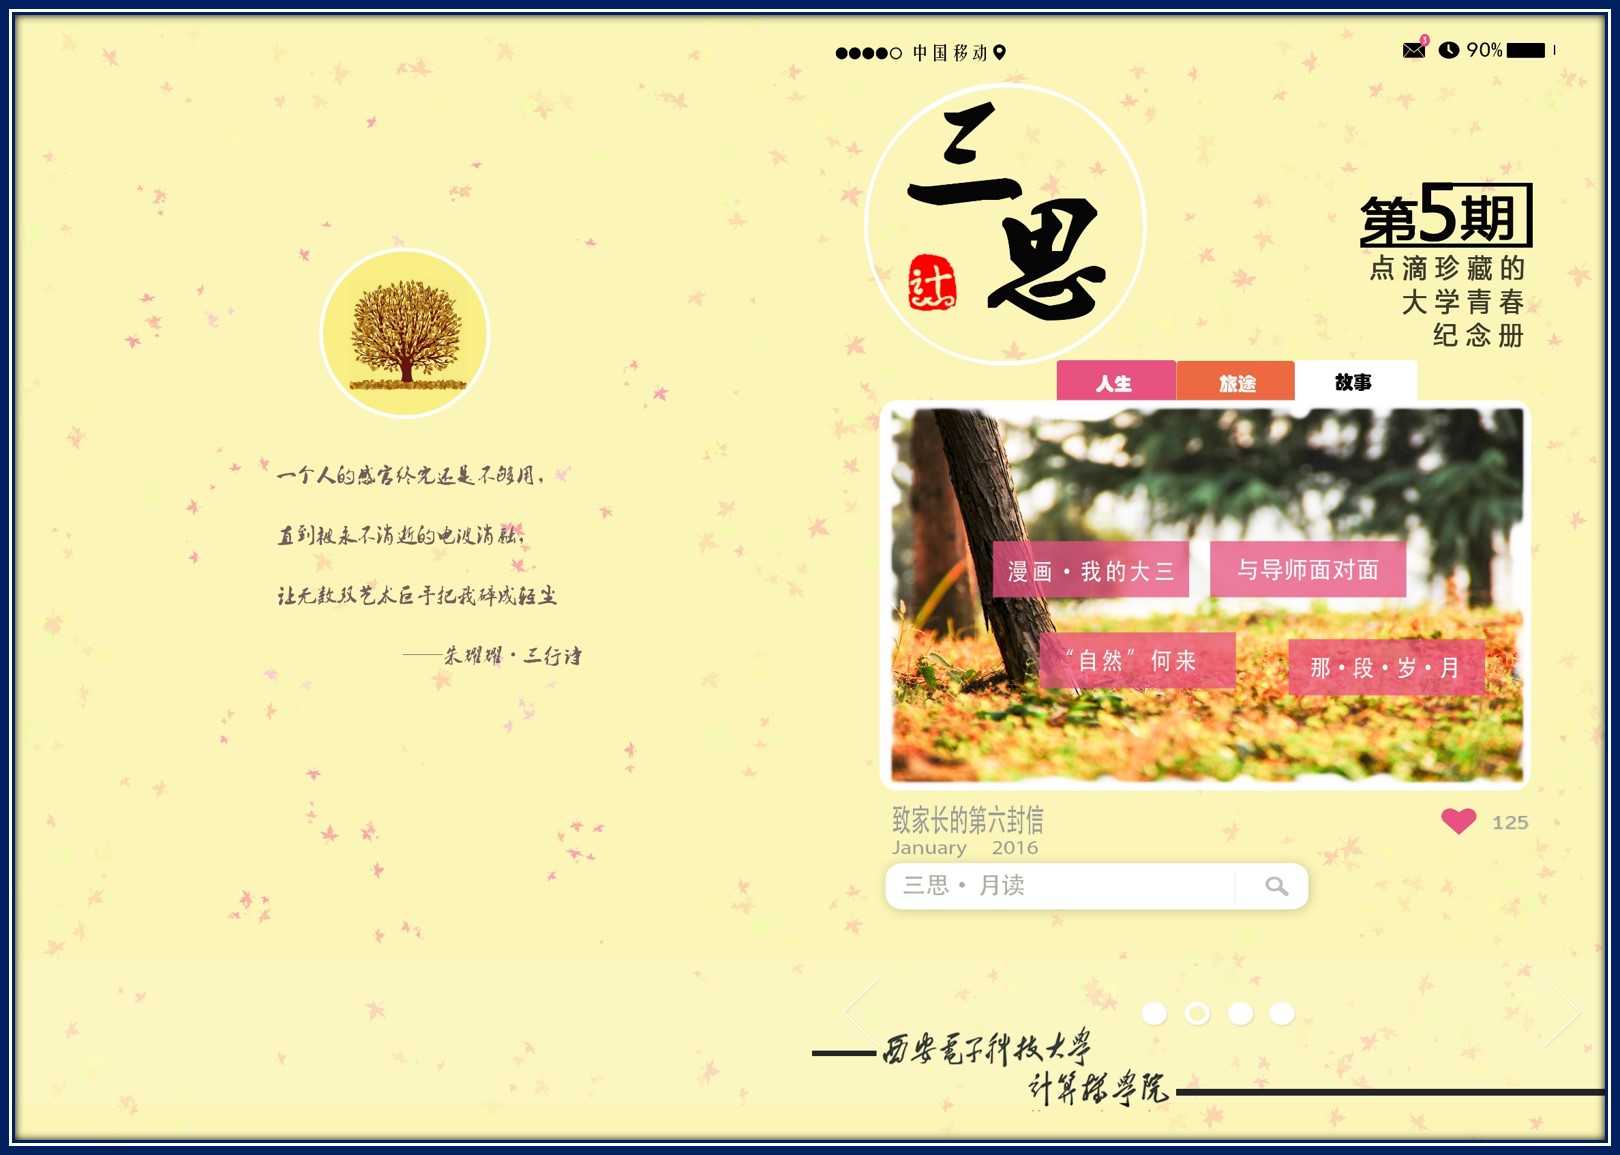 一个人的感官终究还是不够用，
直到被永不消逝的电波消融，
让无数双艺术巨手把我碎成轻尘
——朱耀耀·三行诗
中国移动
3
90%
三思
计
第5期
点滴珍藏的
大学青春
纪念册
人生
旅途
故事
漫画·我的大三
与导师面对面
“自然”何来
那·段·岁·月
致家长的第六封信
125
January 2016
三思· 月读
西安電子科技大學
计算機學院